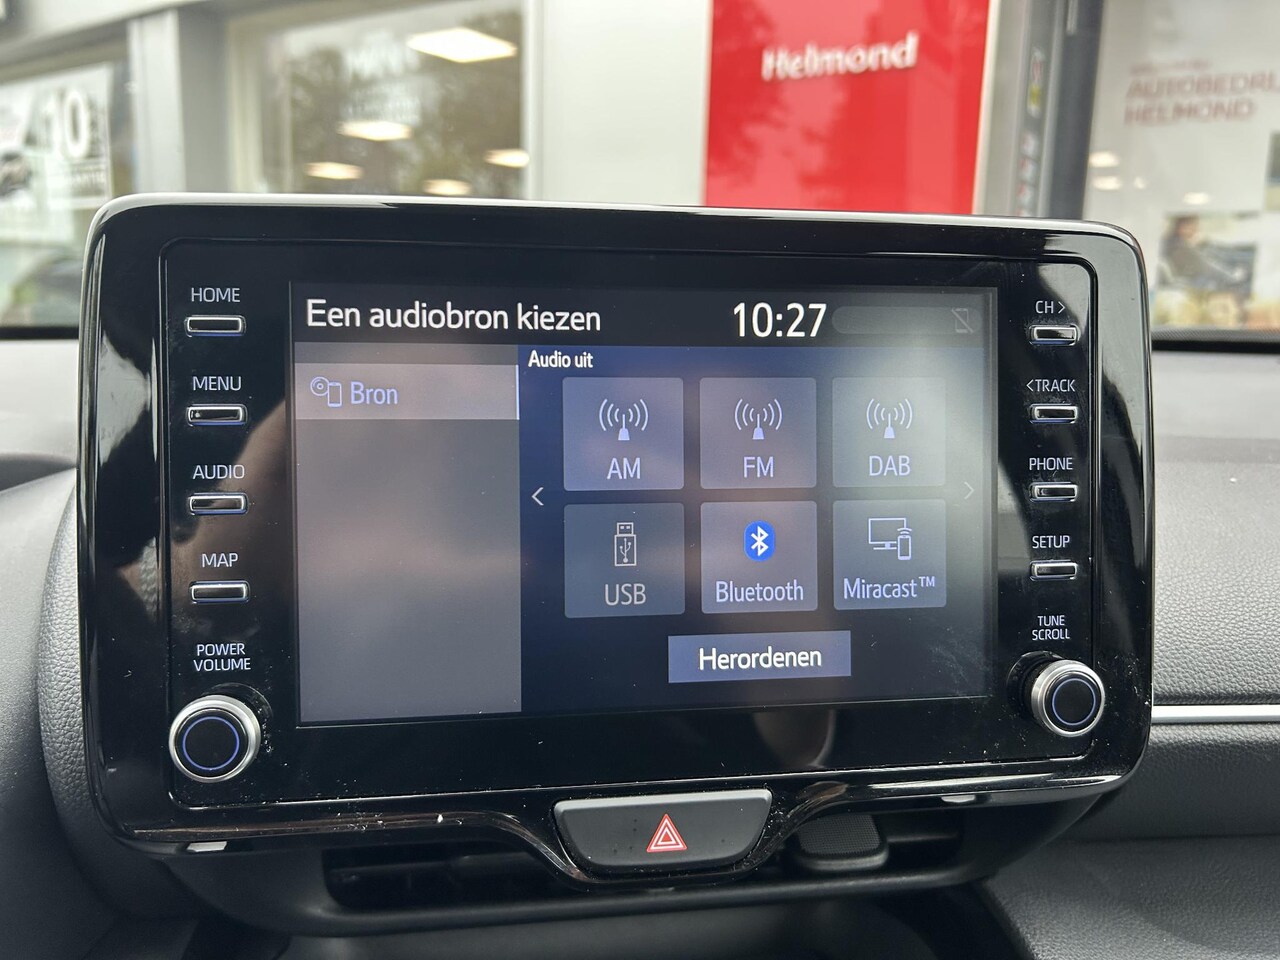 10
Helmond
HELMOND
HOME
MENU
AUDIO
MAP
POWER
VOLUME
Een audiobron kiezen
10:27
Bron
Audio uit
AM
FM
DAB
USB
Bluetooth
Miracast™
Herordenen
CH >
<TRACK
PHONE
SETUP
TUNE
SCROLL